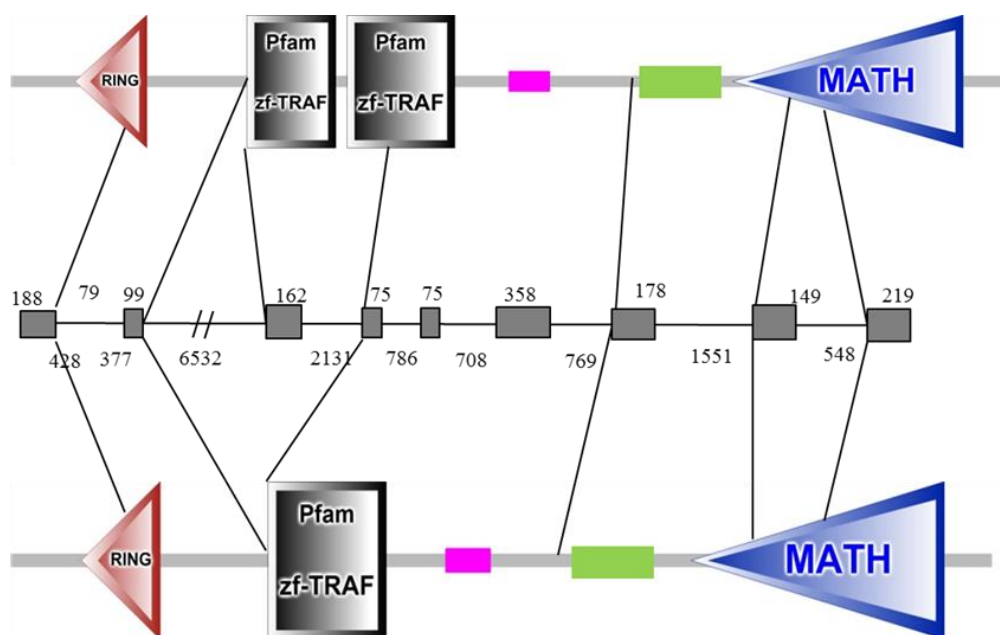 RING
Pfam
zf-TRAF
Pfam
zf-TRAF
MATH
188 79 99 162 75 75 358 178 149 219
428 377 6532 2131 786 708 769 1551 548
RING
Pfam
zf-TRAF
MATH